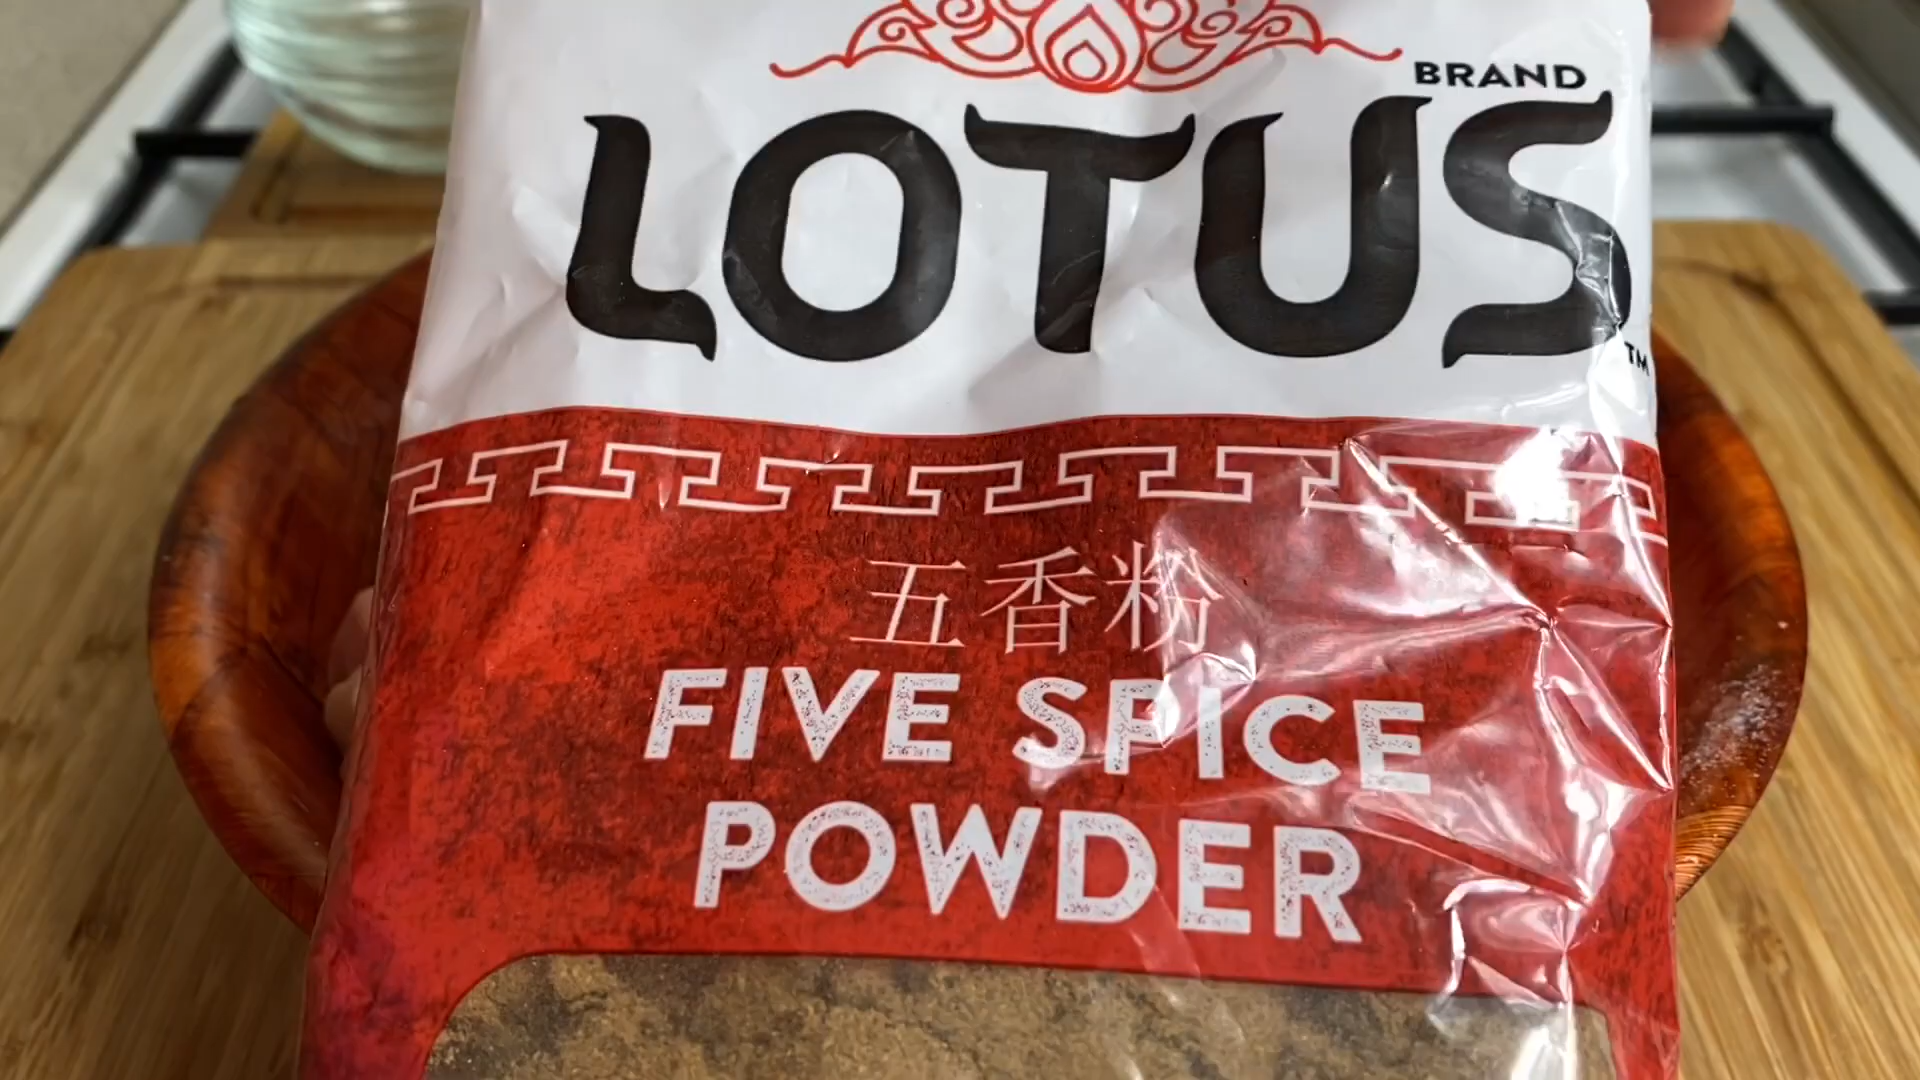 BRAND
LOTUS
TM
五香粉
FIVE SPICE
POWDER